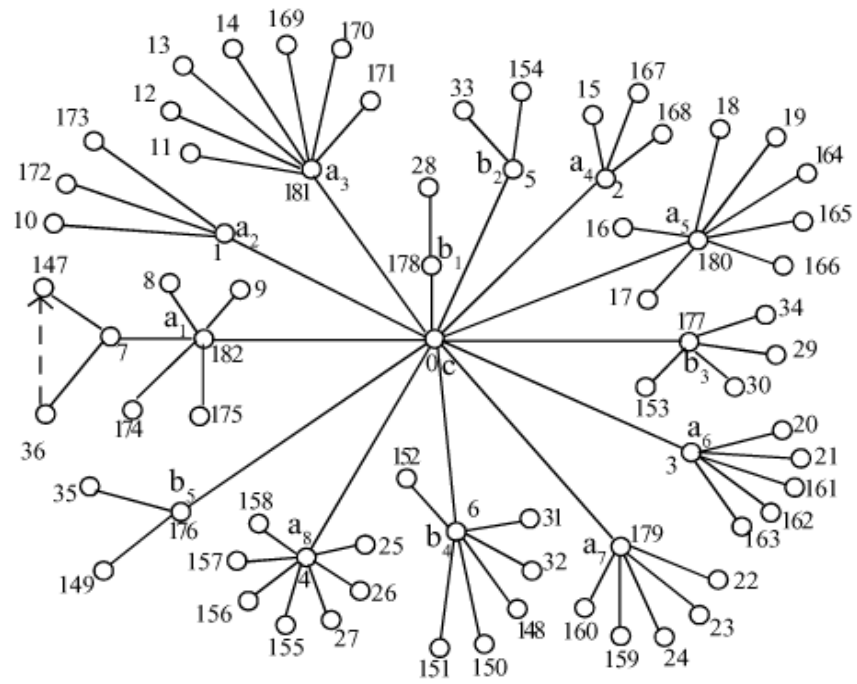 14 169 170
13 171
12
173 11 a₃
181
172
10 a₂
1
33 154
b₂ 5
15 167
168
a₄ 2
18 19
164
165
a₅
16 180 166
17
28
178 b₁
147
8 9
a₁
7 182
174 175
36
0 c
177 34
b₃ 29
153 30
a₆ 20
3 21
161
162
163
35 b₅
176
149
158 a₈ 25
157 4 26
156
155 27
152
6 31
b₄
32
148
151 150
a₇ 179
22
23
160 159 24